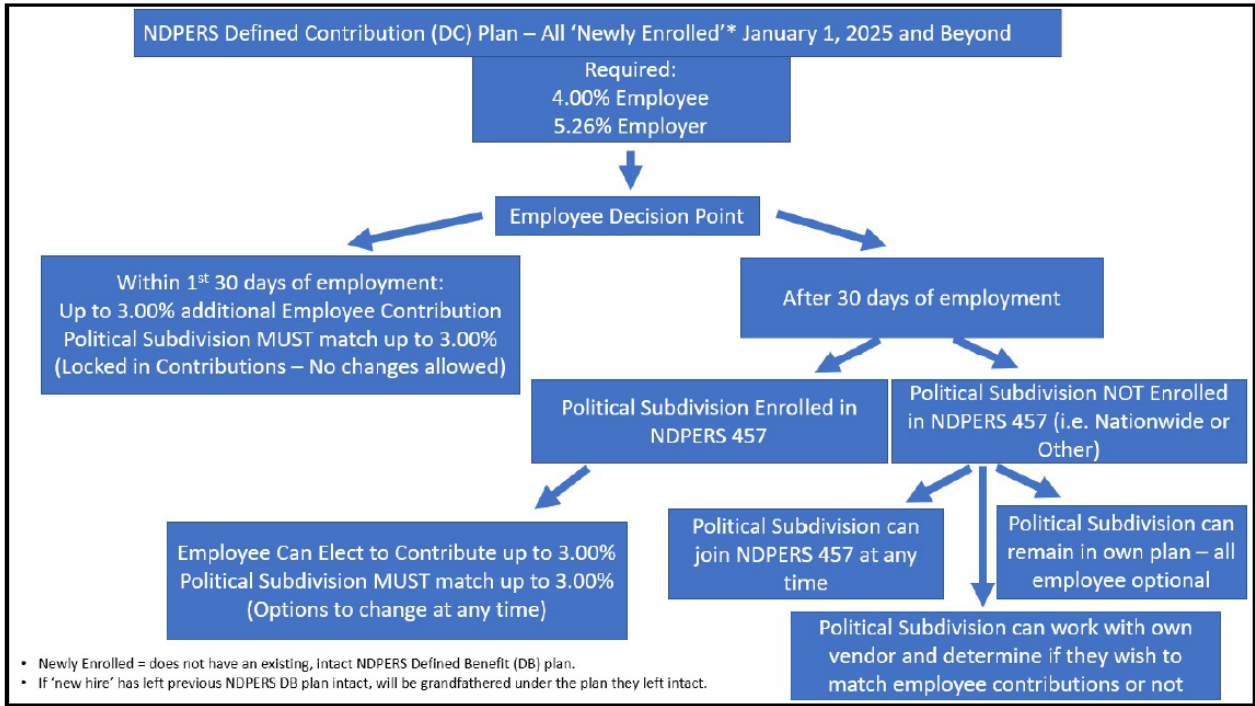 NDPERS Defined Contribution (DC) Plan – All ‘Newly Enrolled’* January 1, 2025 and Beyond
Required:
4.00% Employee
5.26% Employer
Employee Decision Point
Within 1st 30 days of employment:
Up to 3.00% additional Employee Contribution
Political Subdivision MUST match up to 3.00%
(Locked in Contributions – No changes allowed)
After 30 days of employment
Political Subdivision Enrolled in
NDPERS 457
Political Subdivision NOT Enrolled
in NDPERS 457 (i.e. Nationwide or
Other)
Employee Can Elect to Contribute up to 3.00%
Political Subdivision MUST match up to 3.00%
(Options to change at any time)
Political Subdivision can
join NDPERS 457 at any
time
Political Subdivision can
remain in own plan – all
employee optional
Political Subdivision can work with own
vendor and determine if they wish to
match employee contributions or not
• Newly Enrolled = does not have an existing, intact NDPERS Defined Benefit (DB) plan.
• If ‘new hire’ has left previous NDPERS DB plan intact, will be grandfathered under the plan they left intact.